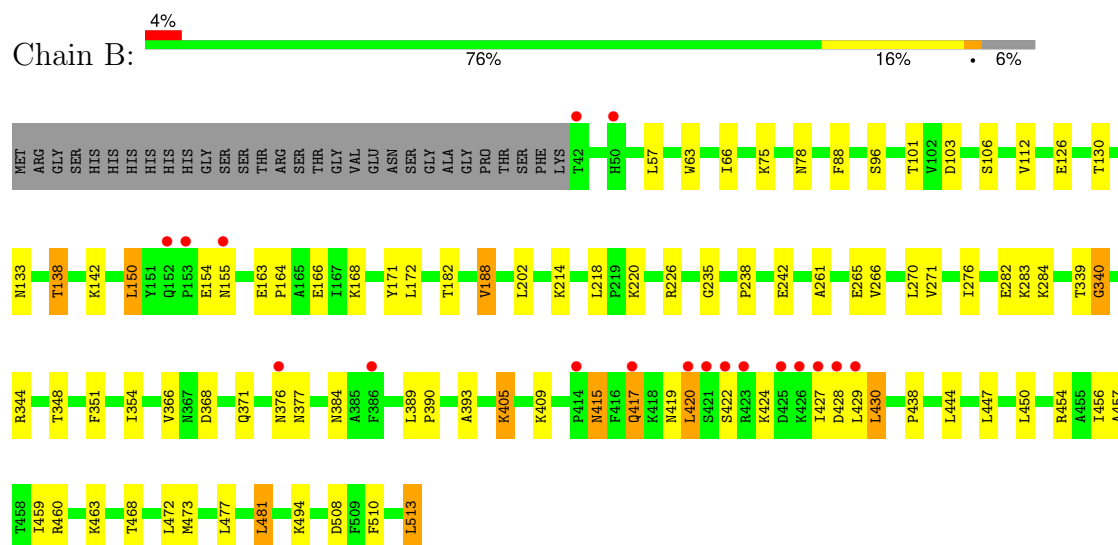 4%
Chain B:
76% 16% • 6%
MET ARG GLY SER HIS HIS HIS HIS HIS HIS GLY SER SER THR ARG SER THR THR GLY VAL GLU ASN SER GLY ALA GLY PRO THR SER PHE LYS T42 H50 L57 W63 I66 K75 N78 F88 S96 T101 V102 D103 S106 V112 E126 T130
N133 T138 K142 L150 Y151 Q152 P153 E154 N155 E163 P164 A165 E166 I167 K168 Y171 L172 T182 V188 L202 K214 L218 P219 K220 R226 G235 P238 E242 A261 E265 V266 L270 V271 I276 E282 K283 K284 T339 G340
R344 T348 F351 I354 V366 N367 D368 Q371 N376 N377 N384 A385 F386 L389 P390 A393 K405 K409 P414 N415 F416 Q417 K418 N419 L420 S421 S422 R423 K424 D425 K426 I427 D428 L429 L430 P438 L444 L447 L450 R454 A455 I456 A457
T458 I459 R460 K463 T468 L472 M473 L477 L481 K494 D508 F509 F510 L513